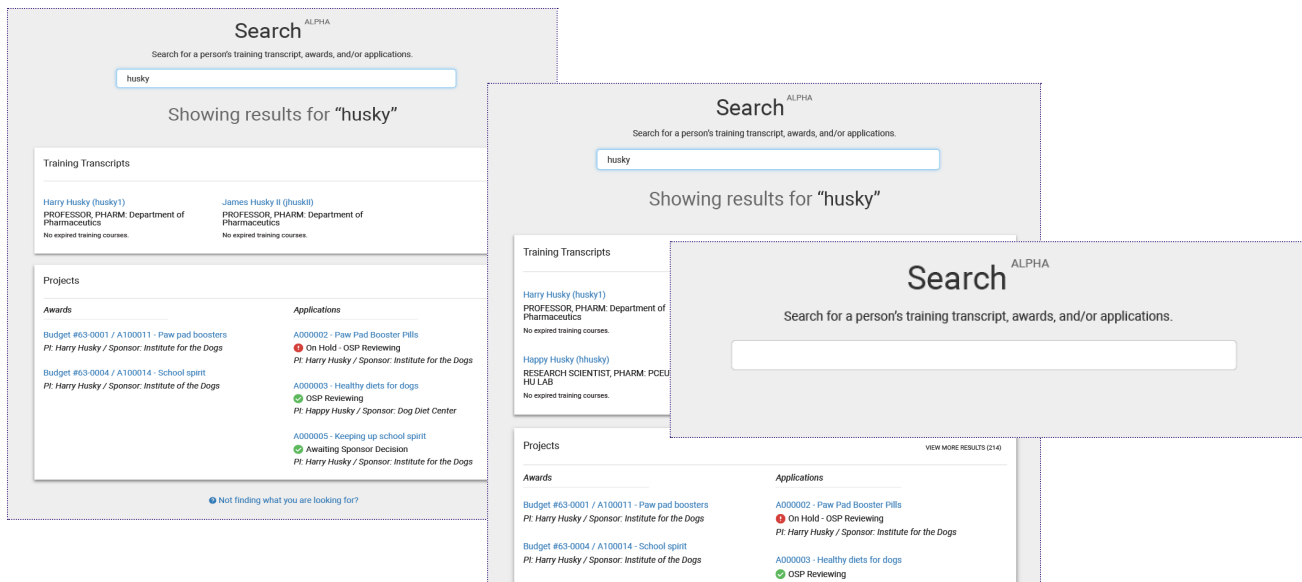 Search ALPHA
Search for a person's training transcript, awards, and/or applications.
husky
Showing results for “husky”
Training Transcripts
Harry Husky (husky1)
PROFESSOR, PHARM: Department of
Pharmaceutics
No expired training courses.
James Husky II (jhuskII)
PROFESSOR, PHARM: Department of
Pharmaceutics
No expired training courses.
Projects
Awards
Budget #63-0001 / A100011 - Paw pad boosters
PI: Harry Husky / Sponsor: Institute for the Dogs
Budget #63-0004 / A100014 - School spirit
PI: Harry Husky / Sponsor: Institute of the Dogs
Applications
A000002 - Paw Pad Booster Pills
On Hold - OSP Reviewing
PI: Harry Husky / Sponsor: Institute for the Dogs
A000003 - Healthy diets for dogs
OSP Reviewing
PI: Happy Husky / Sponsor: Dog Diet Center
A000005 - Keeping up school spirit
Awaiting Sponsor Decision
PI: Harry Husky / Sponsor: Institute for the Dogs
Not finding what you are looking for?
Search ALPHA
Search for a person's training transcript, awards, and/or applications.
husky
Showing results for “husky”
Training Transcripts
Harry Husky (husky1)
PROFESSOR, PHARM: Department of
Pharmaceutics
No expired training courses.
Happy Husky (hhusky)
RESEARCH SCIENTIST, PHARM: PCEU
HU LAB
No expired training courses.
Projects
VIEW MORE RESULTS (214)
Awards
Budget #63-0001 / A100011 - Paw pad boosters
PI: Harry Husky / Sponsor: Institute for the Dogs
Budget #63-0004 / A100014 - School spirit
PI: Harry Husky / Sponsor: Institute of the Dogs
Applications
A000002 - Paw Pad Booster Pills
On Hold - OSP Reviewing
PI: Harry Husky / Sponsor: Institute for the Dogs
A000003 - Healthy diets for dogs
OSP Reviewing
Search ALPHA
Search for a person's training transcript, awards, and/or applications.